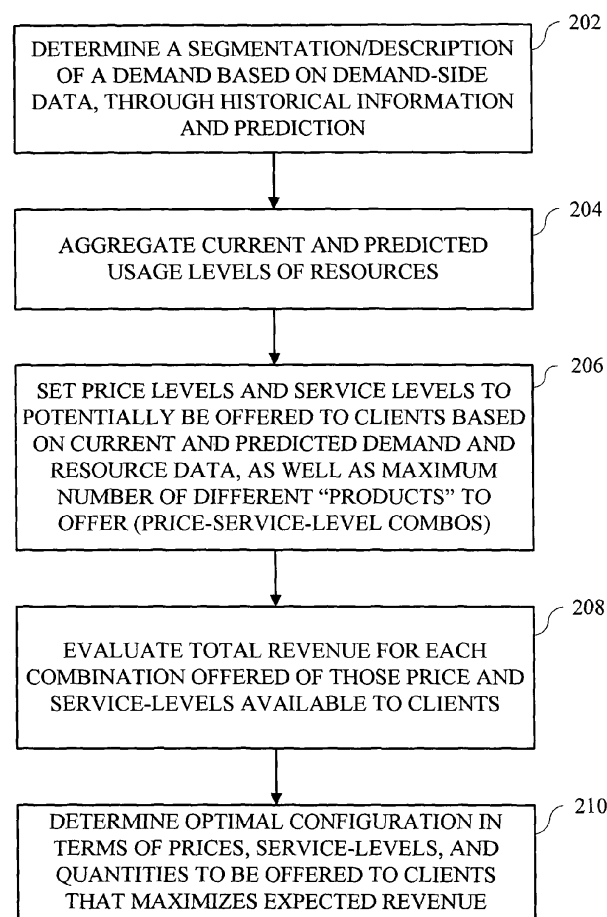 202
DETERMINE A SEGMENTATION/DESCRIPTION
OF A DEMAND BASED ON DEMAND-SIDE
DATA, THROUGH HISTORICAL INFORMATION
AND PREDICTION
204
AGGREGATE CURRENT AND PREDICTED
USAGE LEVELS OF RESOURCES
206
SET PRICE LEVELS AND SERVICE LEVELS TO
POTENTIALLY BE OFFERED TO CLIENTS BASED
ON CURRENT AND PREDICTED DEMAND AND
RESOURCE DATA, AS WELL AS MAXIMUM
NUMBER OF DIFFERENT “PRODUCTS” TO
OFFER (PRICE-SERVICE-LEVEL COMBOS)
208
EVALUATE TOTAL REVENUE FOR EACH
COMBINATION OFFERED OF THOSE PRICE AND
SERVICE-LEVELS AVAILABLE TO CLIENTS
210
DETERMINE OPTIMAL CONFIGURATION IN
TERMS OF PRICES, SERVICE-LEVELS, AND
QUANTITIES TO BE OFFERED TO CLIENTS
THAT MAXIMIZES EXPECTED REVENUE